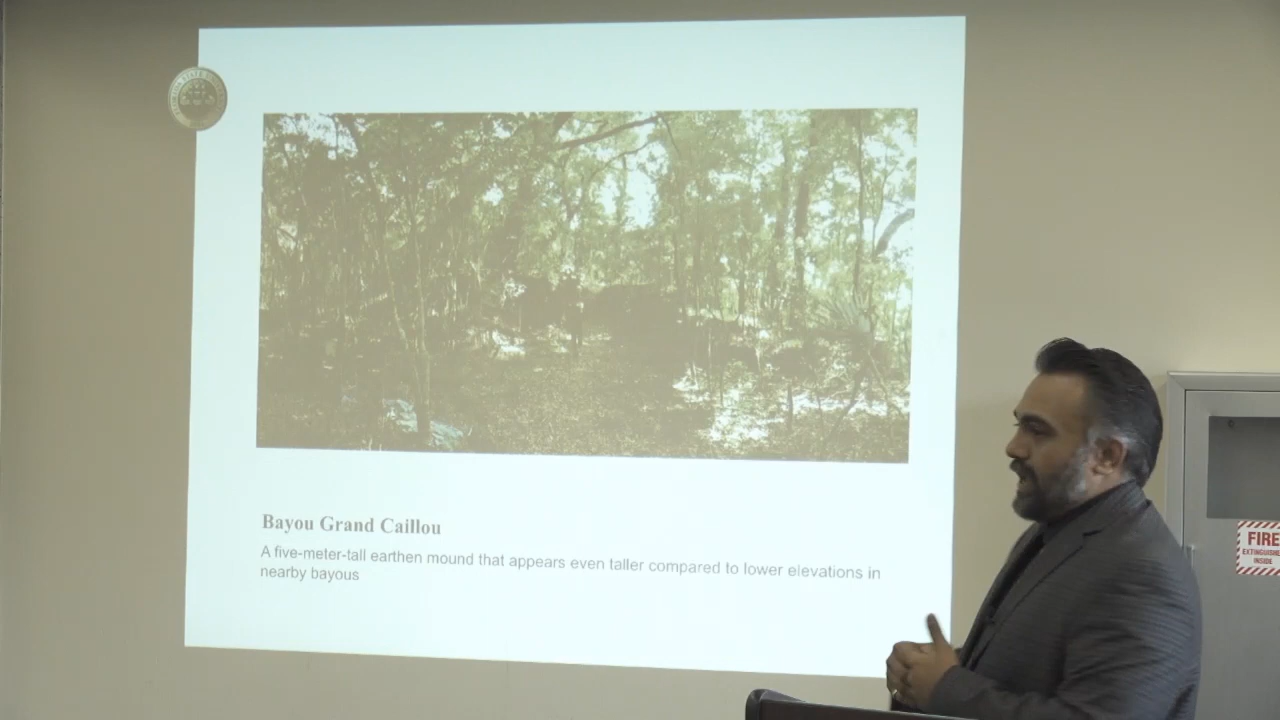 Bayou Grand Caillou
A five-meter-tall earthen mound that appears even taller compared to lower elevations in
nearby bayous
FIRE
EXTINGUISHE
INSIDE